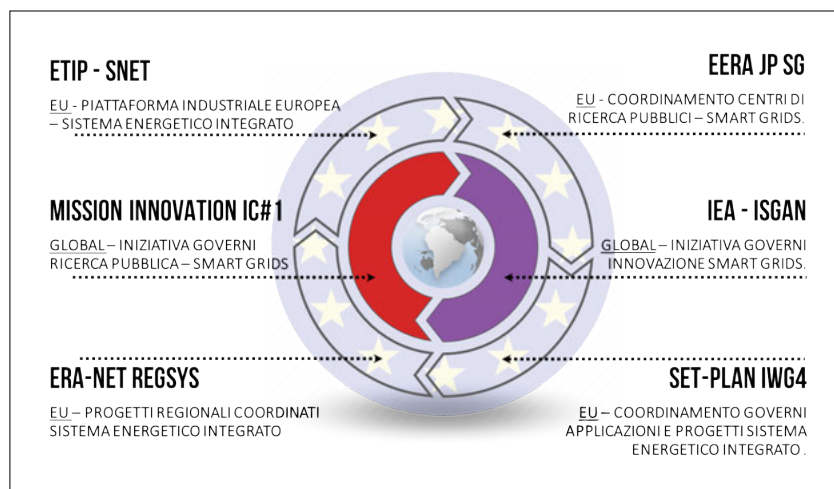 ETIP - SNET
EU - PIATTAFORMA INDUSTRIALE EUROPEA
– SISTEMA ENERGETICO INTEGRATO
EERA JP SG
EU - COORDINAMENTO CENTRI DI
RICERCA PUBBLICI – SMART GRIDS.
MISSION INNOVATION IC#1
GLOBAL – INIZIATIVA GOVERNI
RICERCA PUBBLICA – SMART GRIDS
IEA - ISGAN
GLOBAL – INIZIATIVA GOVERNI
INNOVAZIONE SMART GRIDS.
ERA-NET REGSYS
EU – PROGETTI REGIONALI COORDINATI
SISTEMA ENERGETICO INTEGRATO
SET-PLAN IWG4
EU – COORDINAMENTO GOVERNI
APPLICAZIONI E PROGETTI SISTEMA
ENERGETICO INTEGRATO .